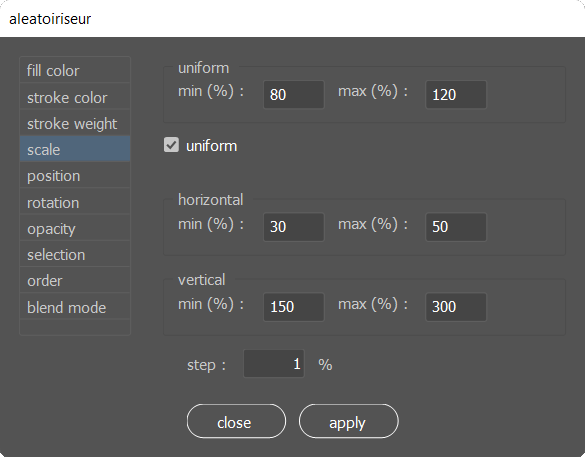 aleatoiriseur
fill color
stroke color
stroke weight
scale
position
rotation
opacity
selection
order
blend mode
uniform
min (%) : 80 max (%) : 120
uniform
horizontal
min (%) : 30 max (%) : 50
vertical
min (%) : 150 max (%) : 300
step : 1 %
close apply